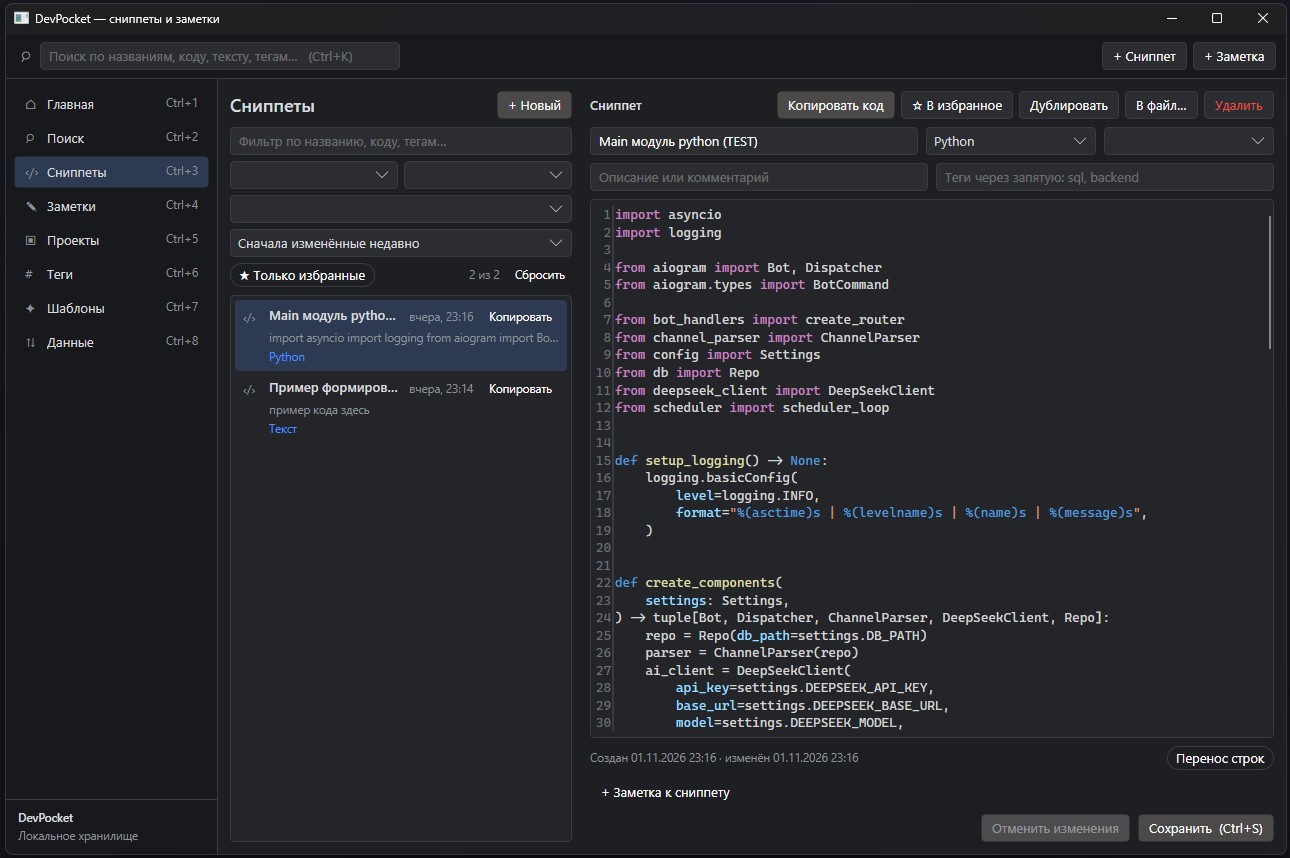 DevPocket — сниппеты и заметки
Поиск по названиям, коду, тексту, тегам... (Ctrl+K)
+ Сниппет
+ Заметка
Главная Ctrl+1
Поиск Ctrl+2
</> Сниппеты Ctrl+3
Заметки Ctrl+4
Проекты Ctrl+5
# Теги Ctrl+6
Шаблоны Ctrl+7
Данные Ctrl+8
DevPocket
Локальное хранилище
Сниппеты
+ Новый
Фильтр по названию, коду, тегам...
Сначала изменённые недавно
★ Только избранные
2 из 2
Сбросить
</> Main модуль pytho... вчера, 23:16 Копировать
import asyncio import logging from aiogram import Bo...
Python
</> Пример формиров... вчера, 23:14 Копировать
пример кода здесь
Текст
Сниппет
Копировать код
☆ В избранное
Дублировать
В файл...
Удалить
Main модуль python (TEST)
Python
Описание или комментарий
Теги через запятую: sql, backend
1 import asyncio
2 import logging
3
4 from aiogram import Bot, Dispatcher
5 from aiogram.types import BotCommand
6
7 from bot_handlers import create_router
8 from channel_parser import ChannelParser
9 from config import Settings
10 from db import Repo
11 from deepseek_client import DeepSeekClient
12 from scheduler import scheduler_loop
13
14
15 def setup_logging() -> None:
16     logging.basicConfig(
17         level=logging.INFO,
18         format="%(asctime)s | %(levelname)s | %(name)s | %(message)s",
19     )
20
21
22 def create_components(
23     settings: Settings,
24 ) -> tuple[Bot, Dispatcher, ChannelParser, DeepSeekClient, Repo]:
25     repo = Repo(db_path=settings.DB_PATH)
26     parser = ChannelParser(repo)
27     ai_client = DeepSeekClient(
28         api_key=settings.DEEPSEEK_API_KEY,
29         base_url=settings.DEEPSEEK_BASE_URL,
30         model=settings.DEEPSEEK_MODEL,
Создан 01.11.2026 23:16 · изменён 01.11.2026 23:16
Перенос строк
+ Заметка к сниппету
Отменить изменения
Сохранить (Ctrl+S)